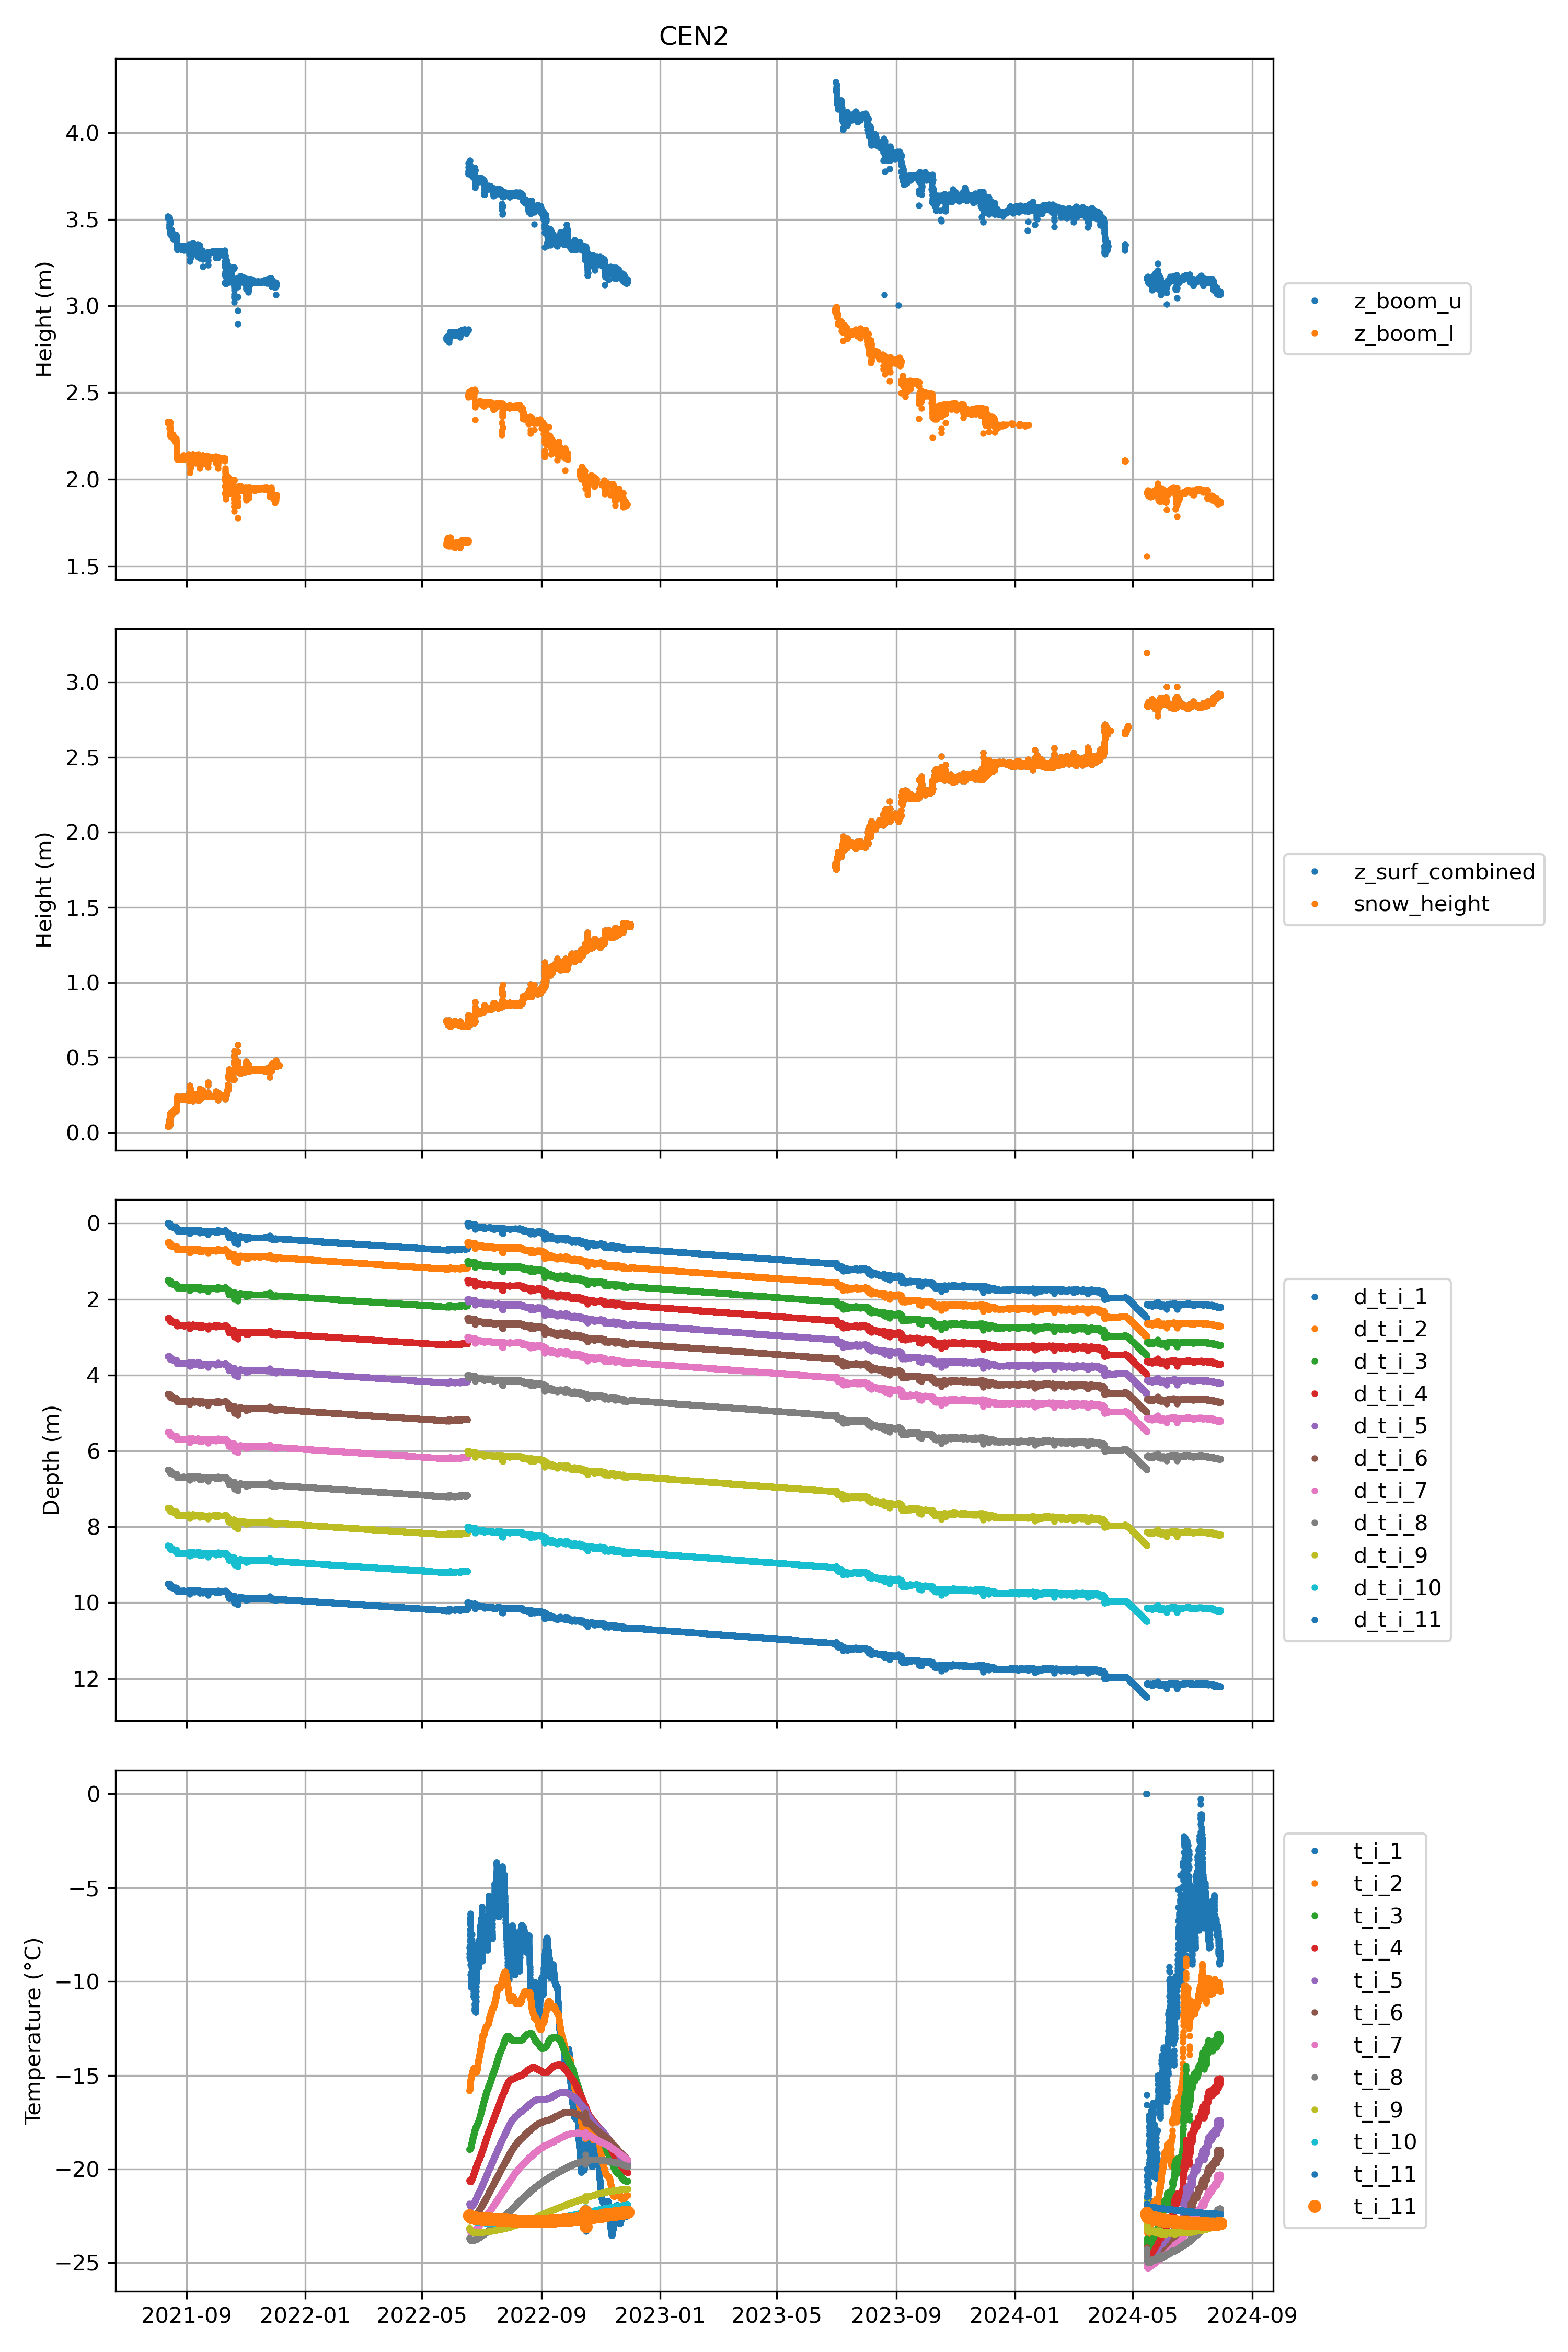 CEN2
4.0
3.5
3.0
2.5
2.0
1.5
Height (m)
z_boom_u
z_boom_l
3.0
2.5
2.0
1.5
1.0
0.5
0.0
Height (m)
z_surf_combined
snow_height
0
2
4
6
8
10
12
Depth (m)
d_t_i_1
d_t_i_2
d_t_i_3
d_t_i_4
d_t_i_5
d_t_i_6
d_t_i_7
d_t_i_8
d_t_i_9
d_t_i_10
d_t_i_11
0
−5
−10
−15
−20
−25
Temperature (°C)
t_i_1
t_i_2
t_i_3
t_i_4
t_i_5
t_i_6
t_i_7
t_i_8
t_i_9
t_i_10
t_i_11
t_i_11
2021-09 2022-01 2022-05 2022-09 2023-01 2023-05 2023-09 2024-01 2024-05 2024-09